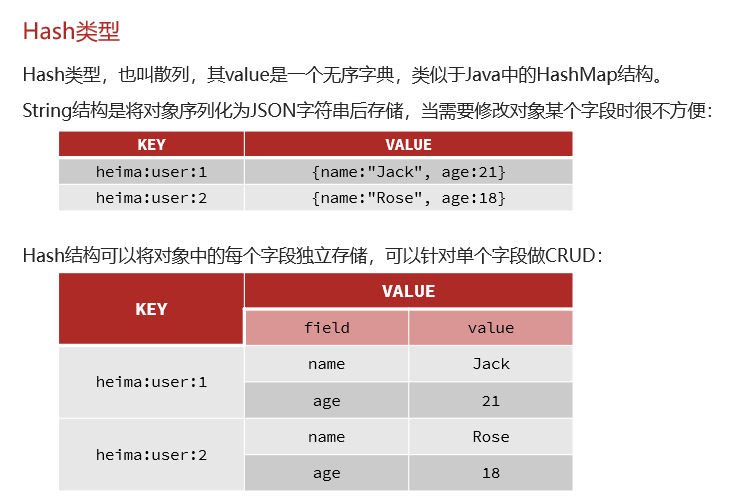 Hash类型
Hash类型，也叫散列，其value是一个无序字典，类似于Java中的HashMap结构。
String结构是将对象序列化为JSON字符串后存储，当需要修改对象某个字段时很不方便：
KEY VALUE
heima:user:1 {name:"Jack", age:21}
heima:user:2 {name:"Rose", age:18}
Hash结构可以将对象中的每个字段独立存储，可以针对单个字段做CRUD：
KEY VALUE
field value
heima:user:1 name Jack
age 21
heima:user:2 name Rose
age 18